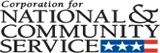 Corporation for
NATIONAL &
COMMUNITY
SERVICE